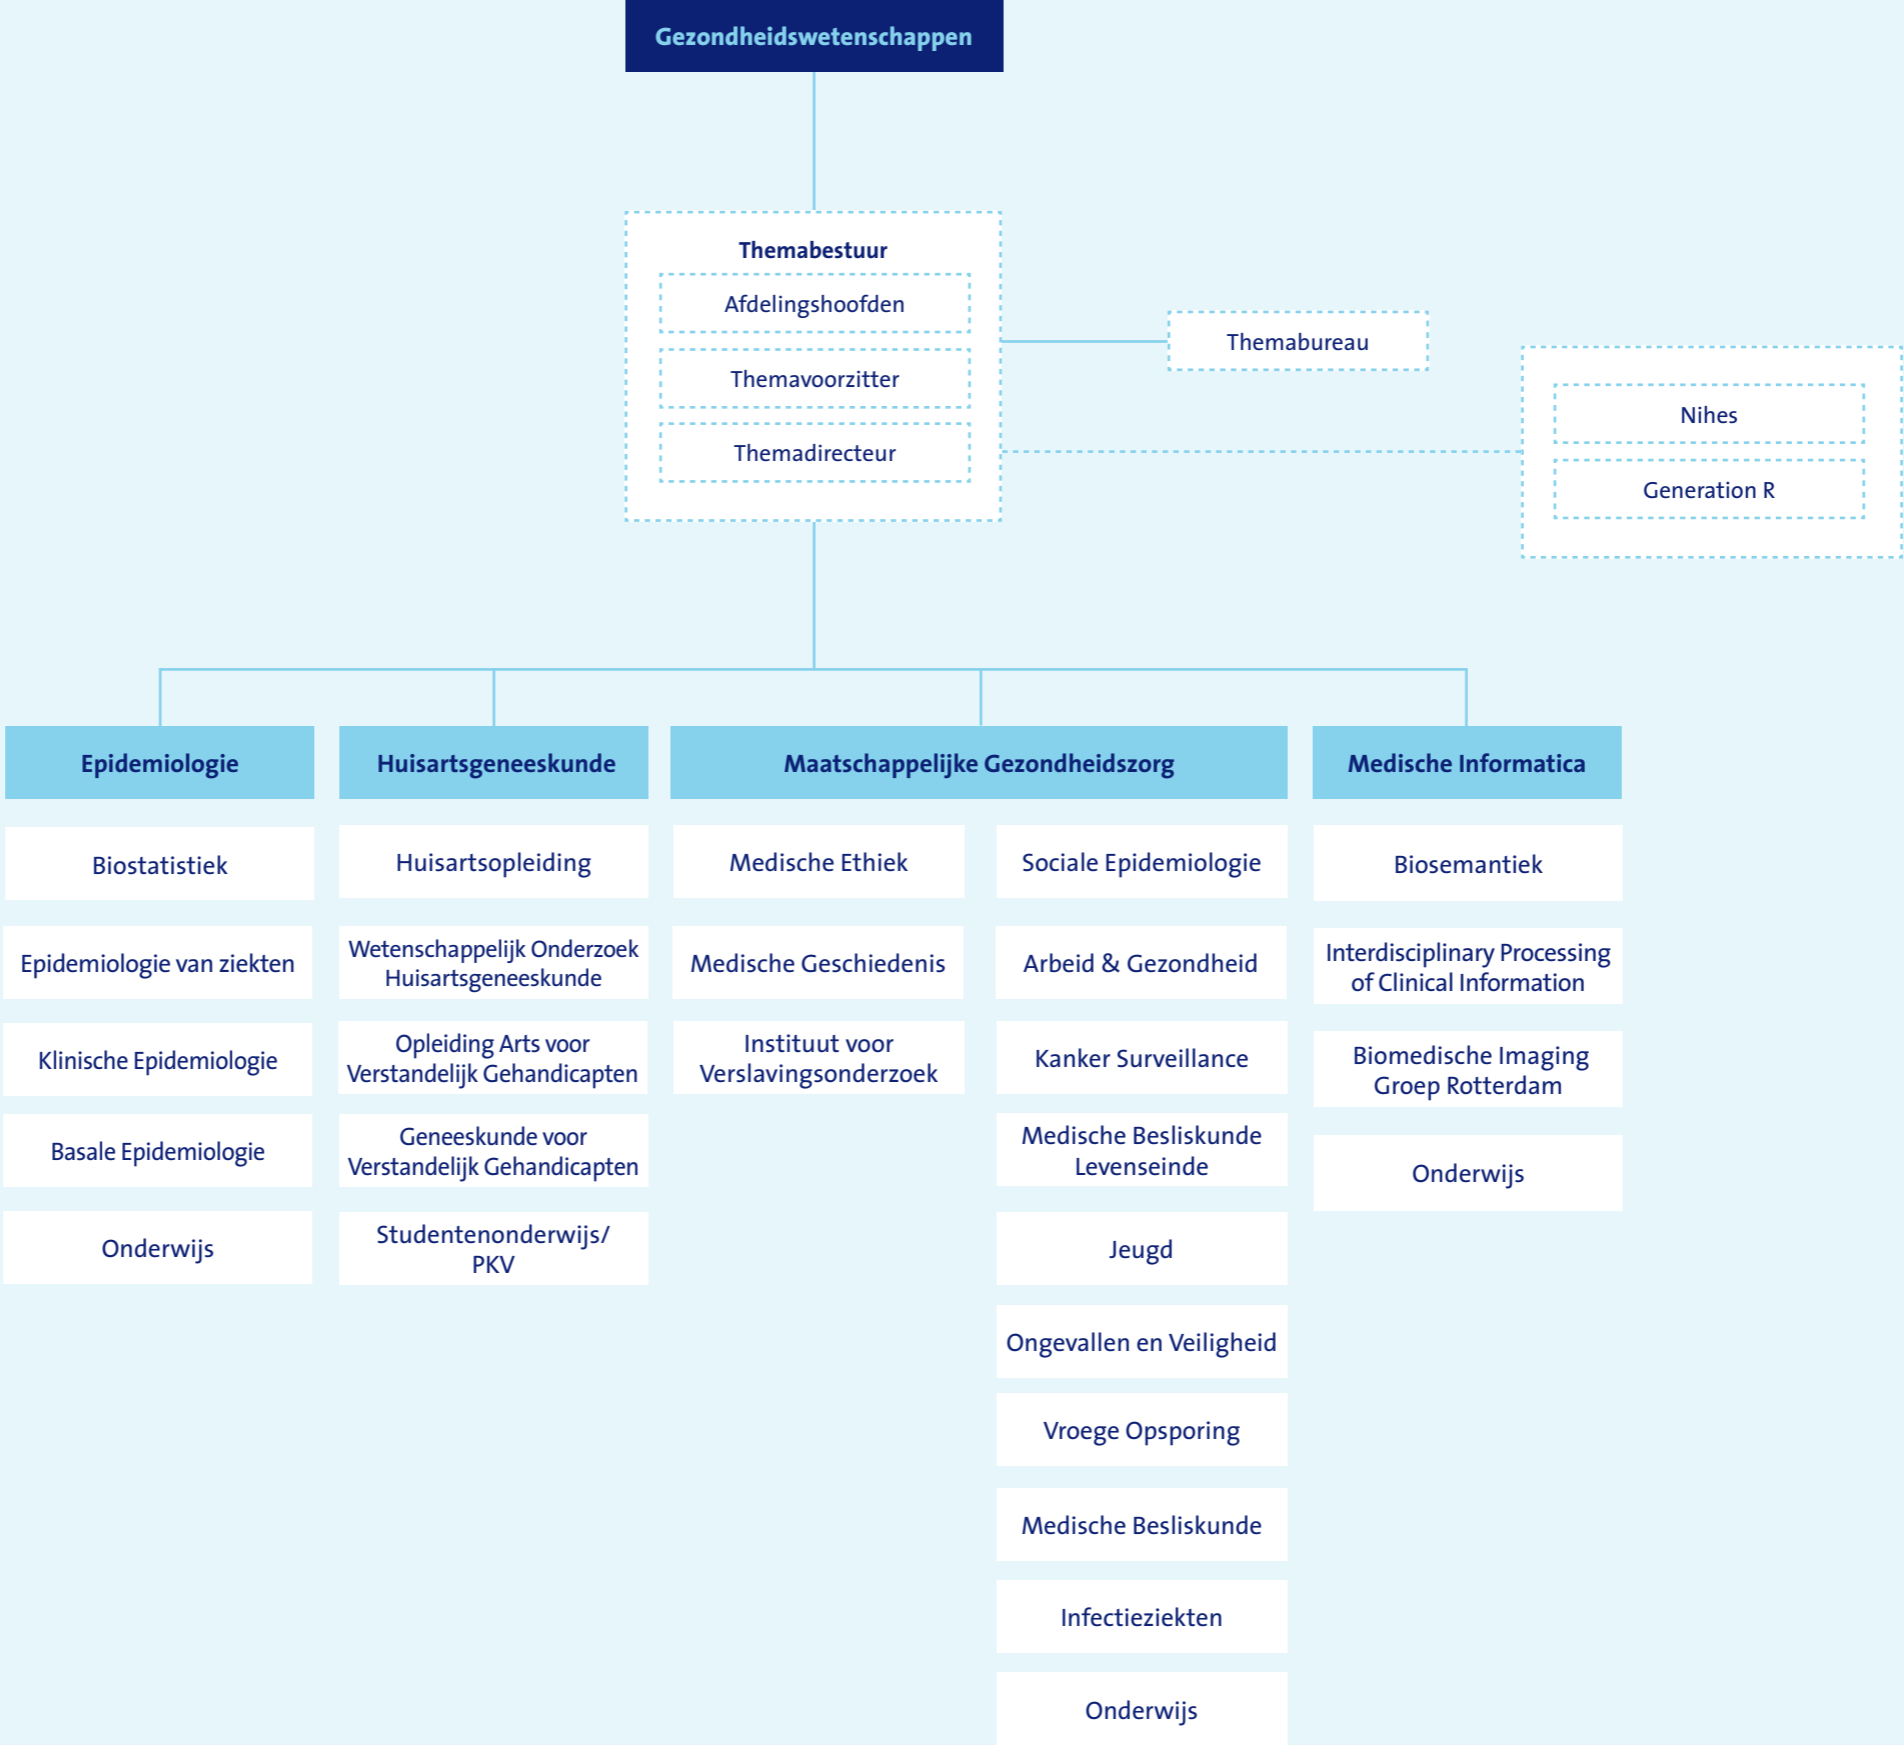 Gezondheidswetenschappen
Themabestuur
Afdelingshoofden
Themavoorzitter
Themadirecteur
Themabureau
Nihes
Generation R
Epidemiologie
Biostatistiek
Epidemiologie van ziekten
Klinische Epidemiologie
Basale Epidemiologie
Onderwijs
Huisartsgeneeskunde
Huisartsopleiding
Wetenschappelijk Onderzoek
Huisartsgeneeskunde
Opleiding Arts voor
Verstandelijk Gehandicapten
Geneeskunde voor
Verstandelijk Gehandicapten
Studentenonderwijs/
PKV
Maatschappelijke Gezondheidszorg
Medische Ethiek
Medische Geschiedenis
Instituut voor
Verslavingsonderzoek
Sociale Epidemiologie
Arbeid & Gezondheid
Kanker Surveillance
Medische Besliskunde
Levenseinde
Jeugd
Ongevallen en Veiligheid
Vroege Opsporing
Medische Besliskunde
Infectieziekten
Onderwijs
Medische Informatica
Biosemantiek
Interdisciplinary Processing
of Clinical Information
Biomedische Imaging
Groep Rotterdam
Onderwijs